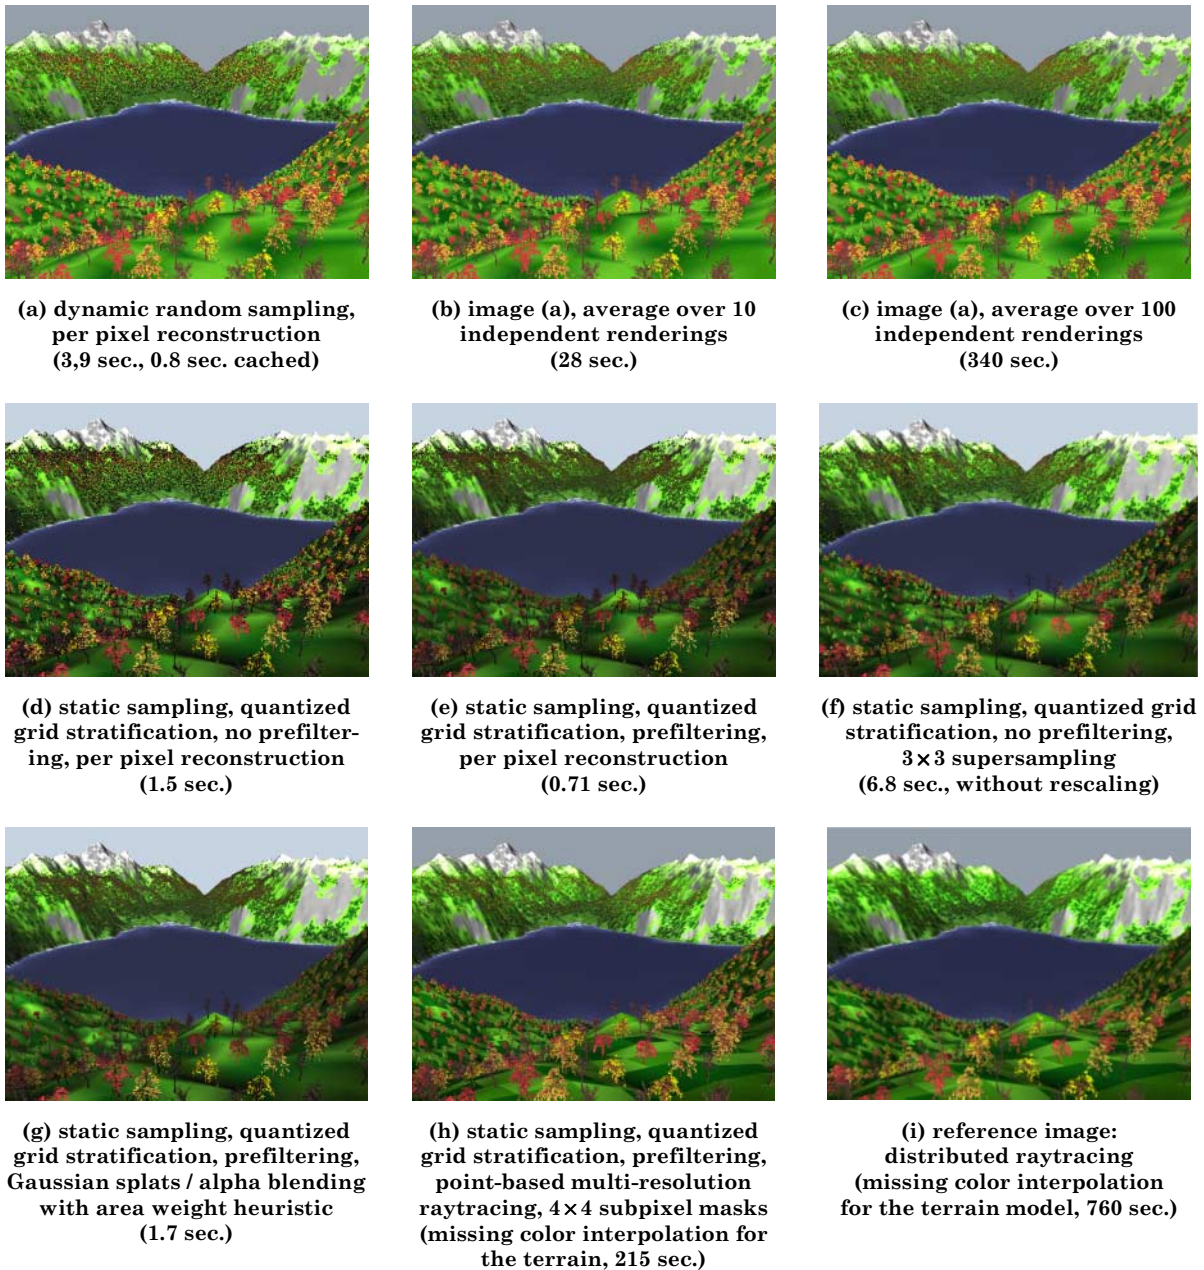 (a) dynamic random sampling,
per pixel reconstruction
(3,9 sec., 0.8 sec. cached)
(b) image (a), average over 10
independent renderings
(28 sec.)
(c) image (a), average over 100
independent renderings
(340 sec.)
(d) static sampling, quantized
grid stratification, no prefilter-
ing, per pixel reconstruction
(1.5 sec.)
(e) static sampling, quantized
grid stratification, prefiltering,
per pixel reconstruction
(0.71 sec.)
(f) static sampling, quantized grid
stratification, no prefiltering,
3×3 supersampling
(6.8 sec., without rescaling)
(g) static sampling, quantized
grid stratification, prefiltering,
Gaussian splats / alpha blending
with area weight heuristic
(1.7 sec.)
(h) static sampling, quantized
grid stratification, prefiltering,
point-based multi-resolution
raytracing, 4×4 subpixel masks
(missing color interpolation for
the terrain, 215 sec.)
(i) reference image:
distributed raytracing
(missing color interpolation
for the terrain model, 760 sec.)